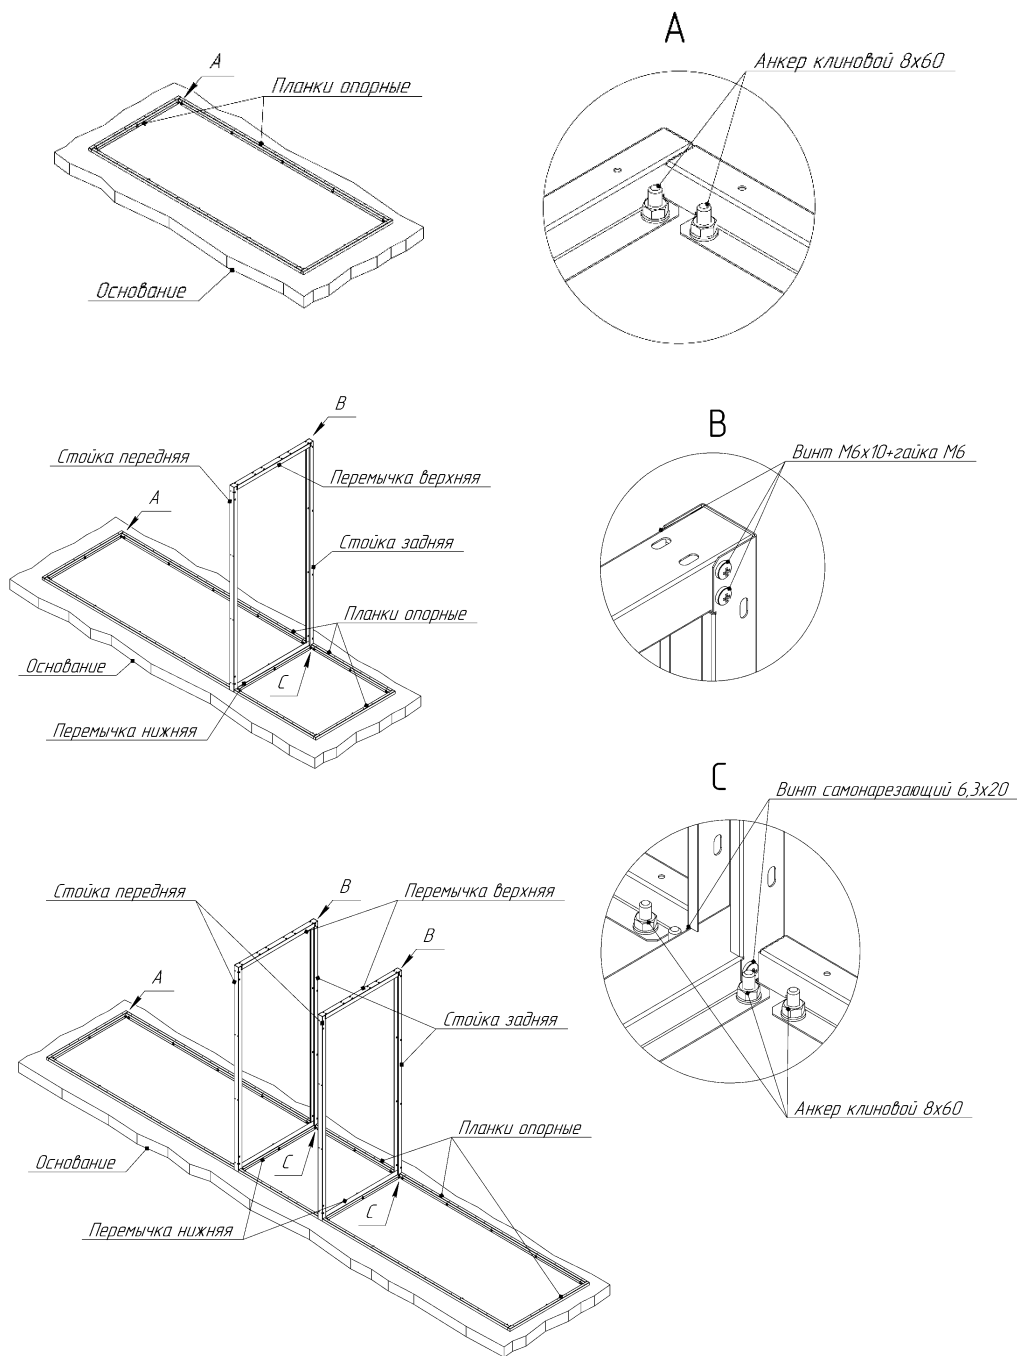 A
Анкер клиновой 8х60
A
Планки опорные
Основание
B
Стойка передняя
Перемычка верхняя
A
Стойка задняя
Планки опорные
Основание
C
Перемычка нижняя
B
Винт М6х10+гайка М6
C
Винт самонарезающий 6,3х20
Анкер клиновой 8х60
Стойка передняя
B
Перемычка верхняя
B
A
Стойка задняя
Планки опорные
Основание
C
C
Перемычка нижняя